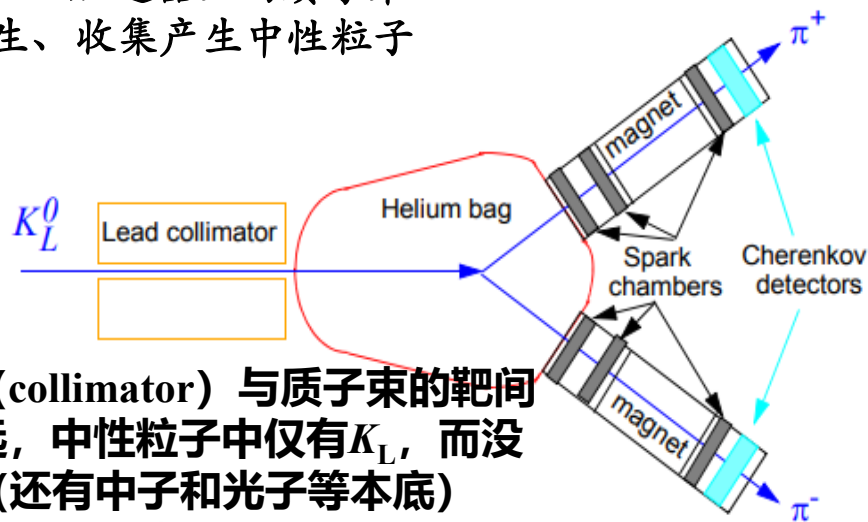 生、收集产生中性粒子
π+
magnet
K_L^0
Lead collimator
Helium bag
Spark
chambers
Cherenkov
detectors
(collimator）与质子束的靶间
，中性粒子中仅有K_L，而没
(还有中子和光子等本底）
magnet
π-